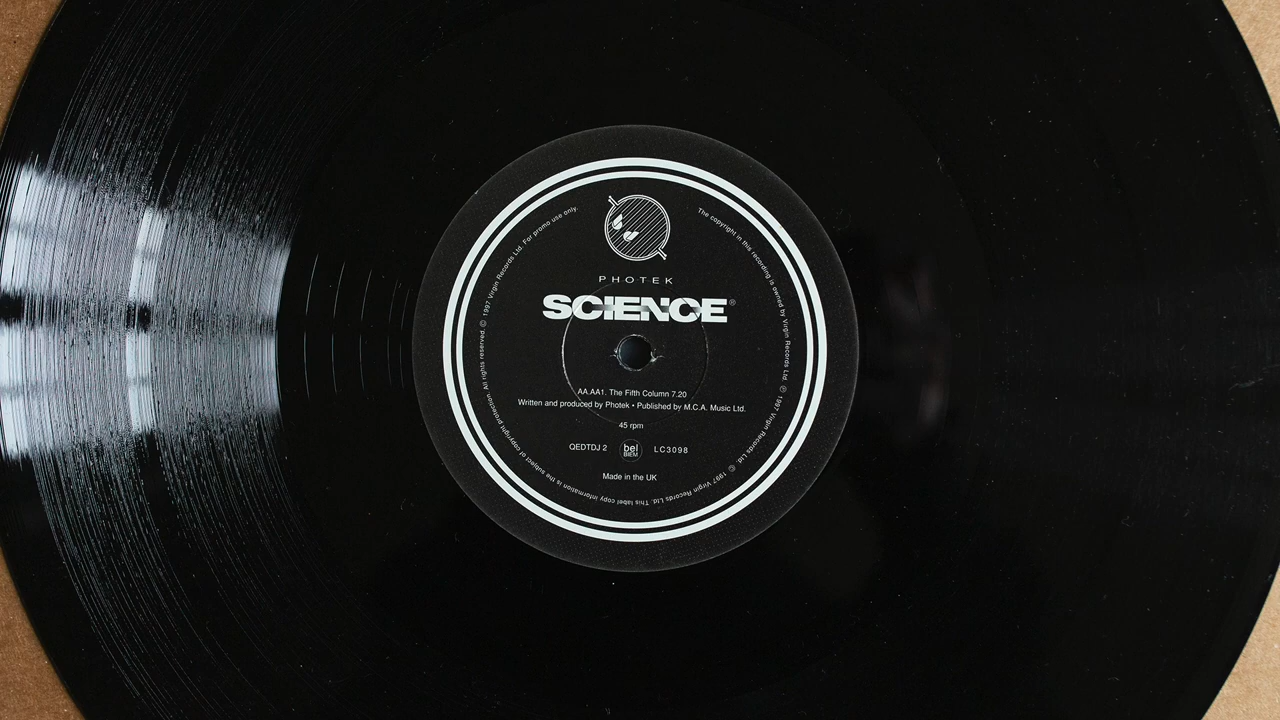 PHOTEK
SCIENCE®
AA.AA1. The Fifth Column 7.20
Written and produced by Photek • Published by M.C.A. Music Ltd.
45 rpm
QEDTDJ 2 bel BIEM LC3098
Made in the UK
The copyright in this recording is owned by Virgin Records Ltd. ℗ 1997 Virgin Records Ltd. © 1997 Virgin Records Ltd. This label copy information is the subject of copyright protection. All rights reserved. © 1997 Virgin Records Ltd. For promo use only.